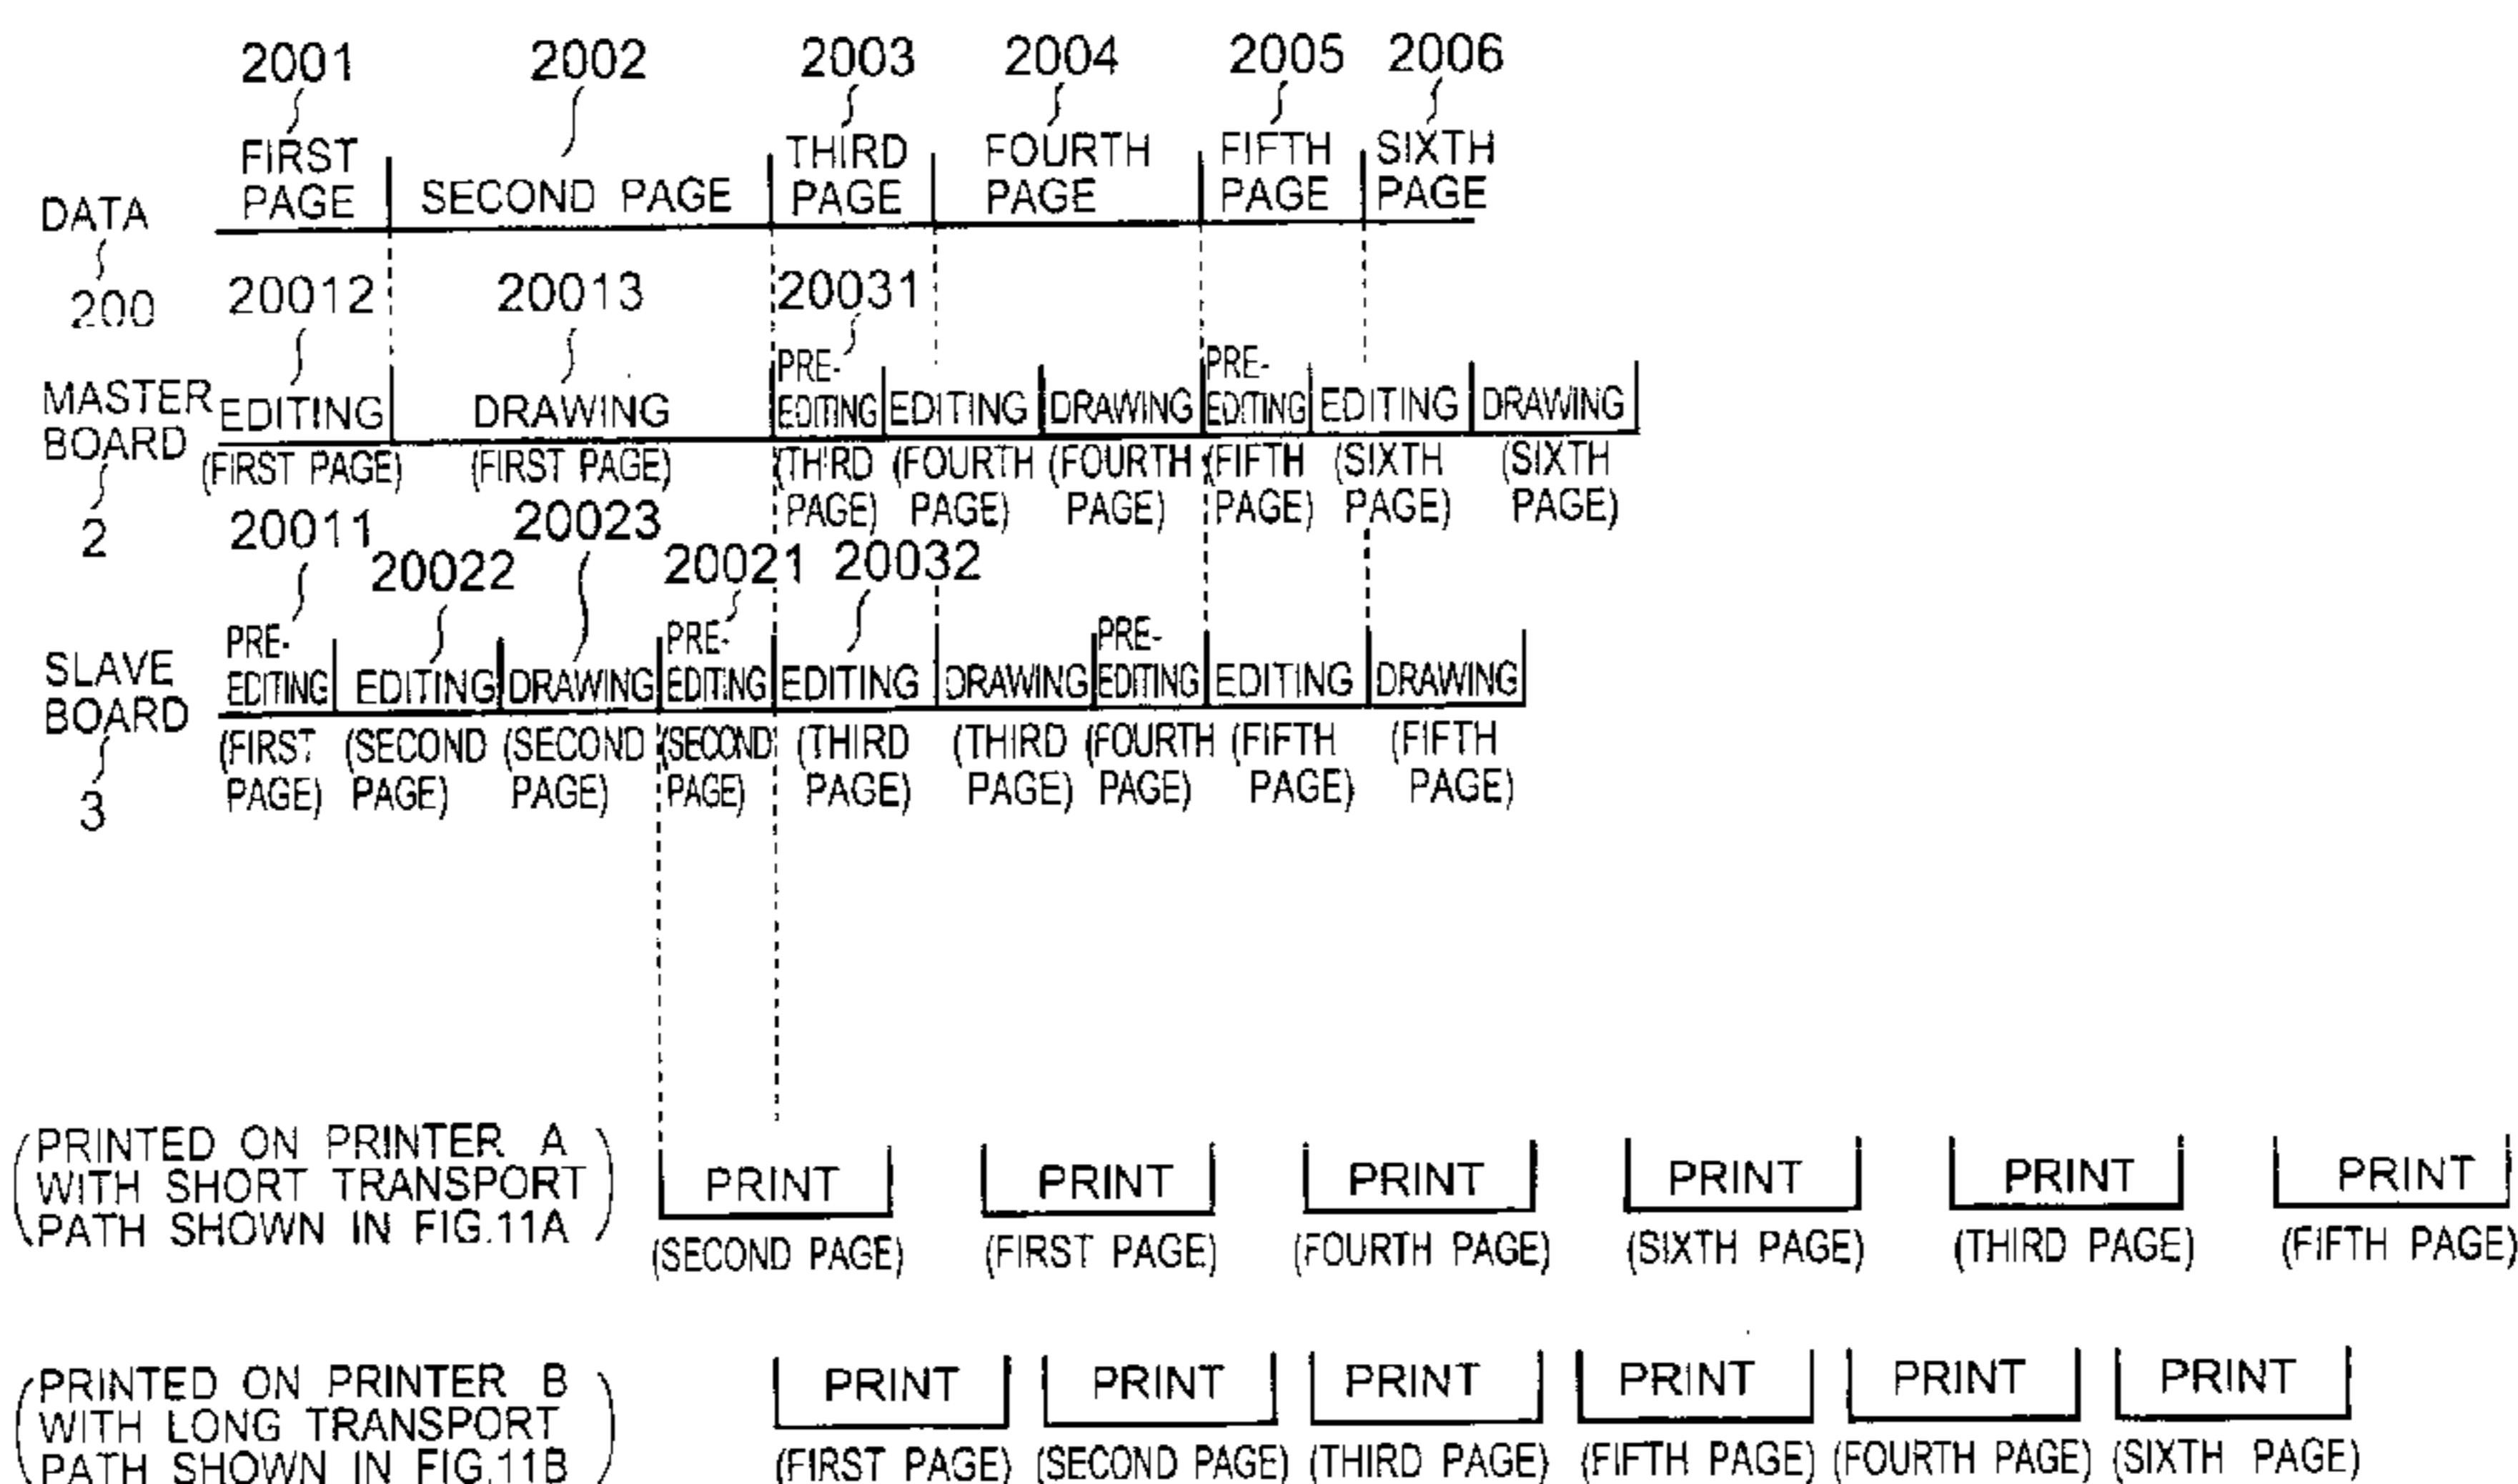 2001 2002 2003 2004 2005 2006
FIRST THIRD FOURTH FIFTH SIXTH
DATA PAGE SECOND PAGE PAGE PAGE PAGE PAGE
200 20012 20013 20031
PRE- PRE-
MASTER EDITING DRAWING EDITING EDITING DRAWING EDITING EDITING DRAWING
BOARD (FIRST PAGE) (FIRST PAGE) (THIRD (FOURTH (FOURTH (FIFTH (SIXTH (SIXTH
PAGE) PAGE) PAGE) PAGE) PAGE) PAGE)
2 20011 20022 20023 20021 20032
PRE- PRE- PRE-
SLAVE EDITING EDITING DRAWING EDITING EDITING DRAWING EDITING EDITING DRAWING
BOARD (FIRST (SECOND (SECOND (SECOND (THIRD (THIRD (FOURTH (FIFTH (FIFTH
3 PAGE) PAGE) PAGE) PAGE) PAGE) PAGE) PAGE) PAGE) PAGE)
(PRINTED ON PRINTER A
WITH SHORT TRANSPORT
PATH SHOWN IN FIG.11A)
PRINT PRINT PRINT PRINT PRINT PRINT
(SECOND PAGE) (FIRST PAGE) (FOURTH PAGE) (SIXTH PAGE) (THIRD PAGE) (FIFTH PAGE)
(PRINTED ON PRINTER B
WITH LONG TRANSPORT
PATH SHOWN IN FIG.11B)
PRINT PRINT PRINT PRINT PRINT PRINT
(FIRST PAGE) (SECOND PAGE) (THIRD PAGE) (FIFTH PAGE) (FOURTH PAGE) (SIXTH PAGE)